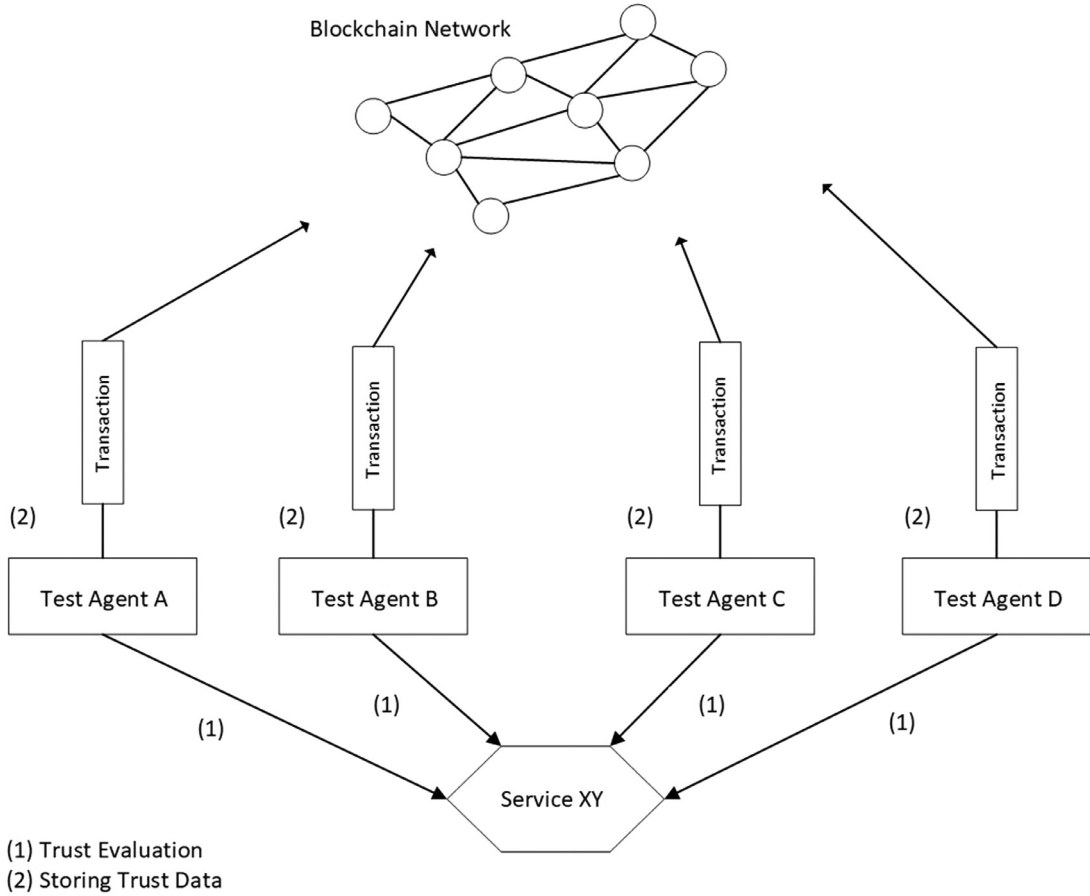 Blockchain Network
Transaction
Transaction
Transaction
Transaction
(2)
(2)
(2)
(2)
Test Agent A
Test Agent B
Test Agent C
Test Agent D
(1)
(1)
(1)
(1)
Service XY
(1) Trust Evaluation
(2) Storing Trust Data